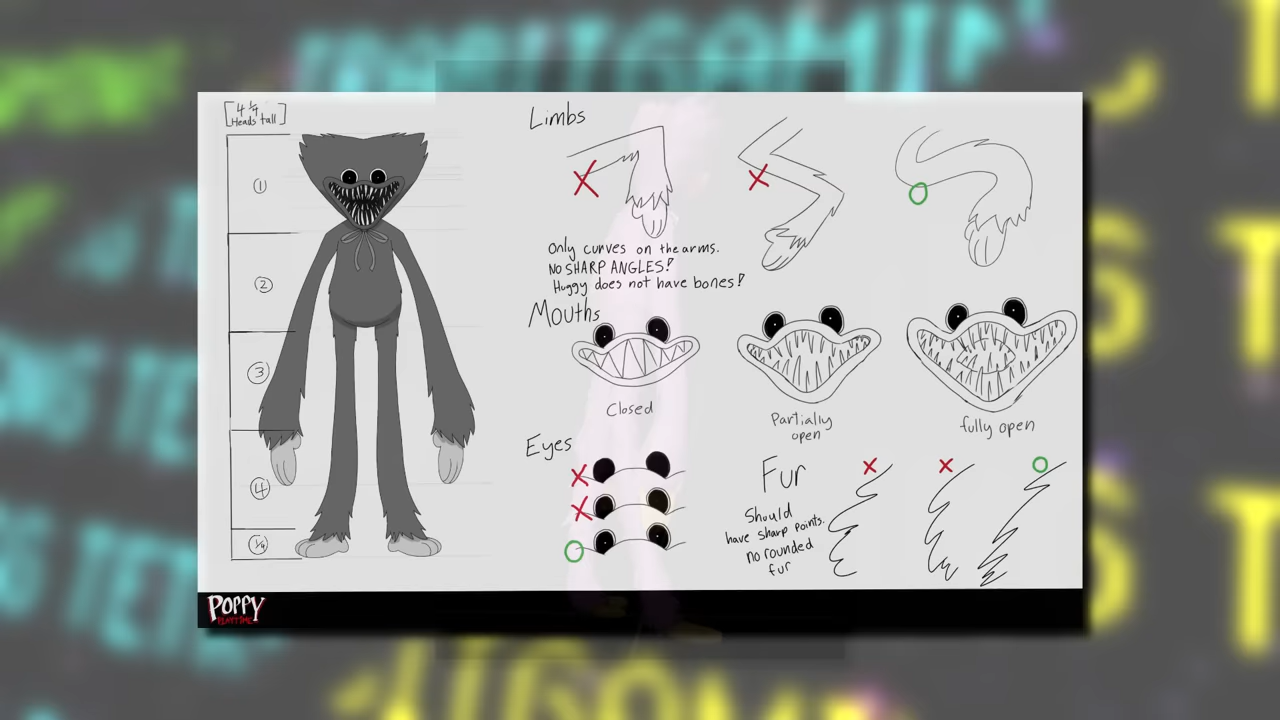 [4 1/4
Heads tall]
①
②
③
④
1/4
Limbs
Only curves on the arms.
NO SHARP ANGLES!
Huggy does not have bones!
Mouths
Closed
Partially
open
fully open
Eyes
Fur
Should
have sharp points.
no rounded
fur
POPPY
PLAYTIME